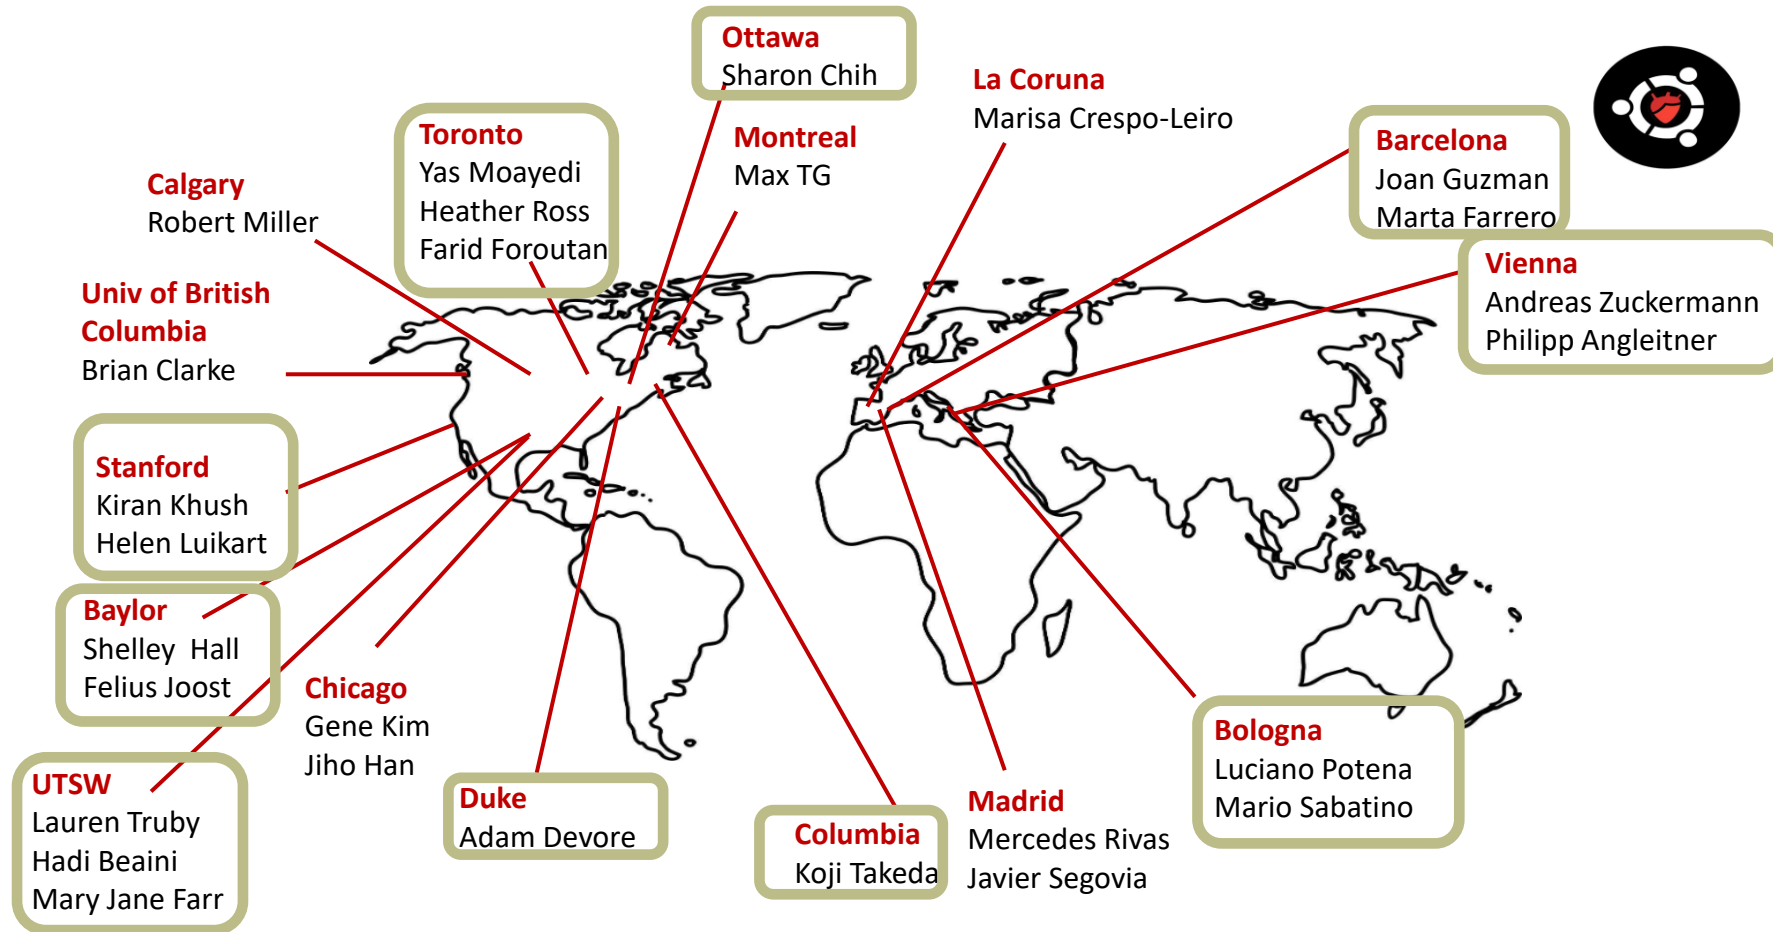 Ottawa
Sharon Chih
La Coruna
Marisa Crespo-Leiro
Toronto
Yas Moayedi
Heather Ross
Farid Foroutan
Montreal
Max TG
Barcelona
Joan Guzman
Marta Farrero
Calgary
Robert Miller
Vienna
Andreas Zuckermann
Philipp Angleitner
Univ of British
Columbia
Brian Clarke
Stanford
Kiran Khush
Helen Luikart
Baylor
Shelley Hall
Felius Joost
Chicago
Gene Kim
Jiho Han
UTSW
Lauren Truby
Hadi Beaini
Mary Jane Farr
Duke
Adam Devore
Columbia
Koji Takeda
Madrid
Mercedes Rivas
Javier Segovia
Bologna
Luciano Potena
Mario Sabatino